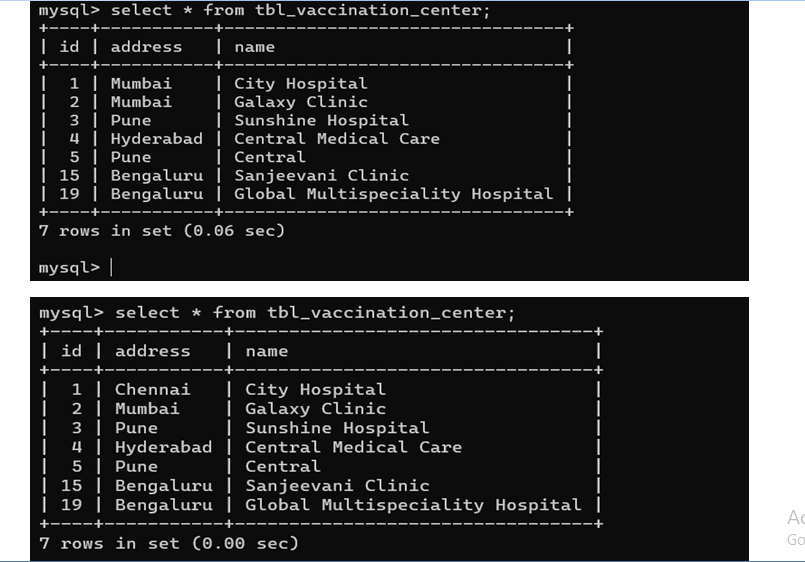 mysql> select * from tbl_vaccination_center;
+----+-----------+---------------------------------+
| id | address   | name                            |
+----+-----------+---------------------------------+
|  1 | Mumbai    | City Hospital                   |
|  2 | Mumbai    | Galaxy Clinic                   |
|  3 | Pune      | Sunshine Hospital               |
|  4 | Hyderabad | Central Medical Care            |
|  5 | Pune      | Central                         |
| 15 | Bengaluru | Sanjeevani Clinic               |
| 19 | Bengaluru | Global Multispeciality Hospital |
+----+-----------+---------------------------------+
7 rows in set (0.06 sec)
mysql>
mysql> select * from tbl_vaccination_center;
+----+-----------+---------------------------------+
| id | address   | name                            |
+----+-----------+---------------------------------+
|  1 | Chennai   | City Hospital                   |
|  2 | Mumbai    | Galaxy Clinic                   |
|  3 | Pune      | Sunshine Hospital               |
|  4 | Hyderabad | Central Medical Care            |
|  5 | Pune      | Central                         |
| 15 | Bengaluru | Sanjeevani Clinic               |
| 19 | Bengaluru | Global Multispeciality Hospital |
+----+-----------+---------------------------------+
7 rows in set (0.00 sec)
Go